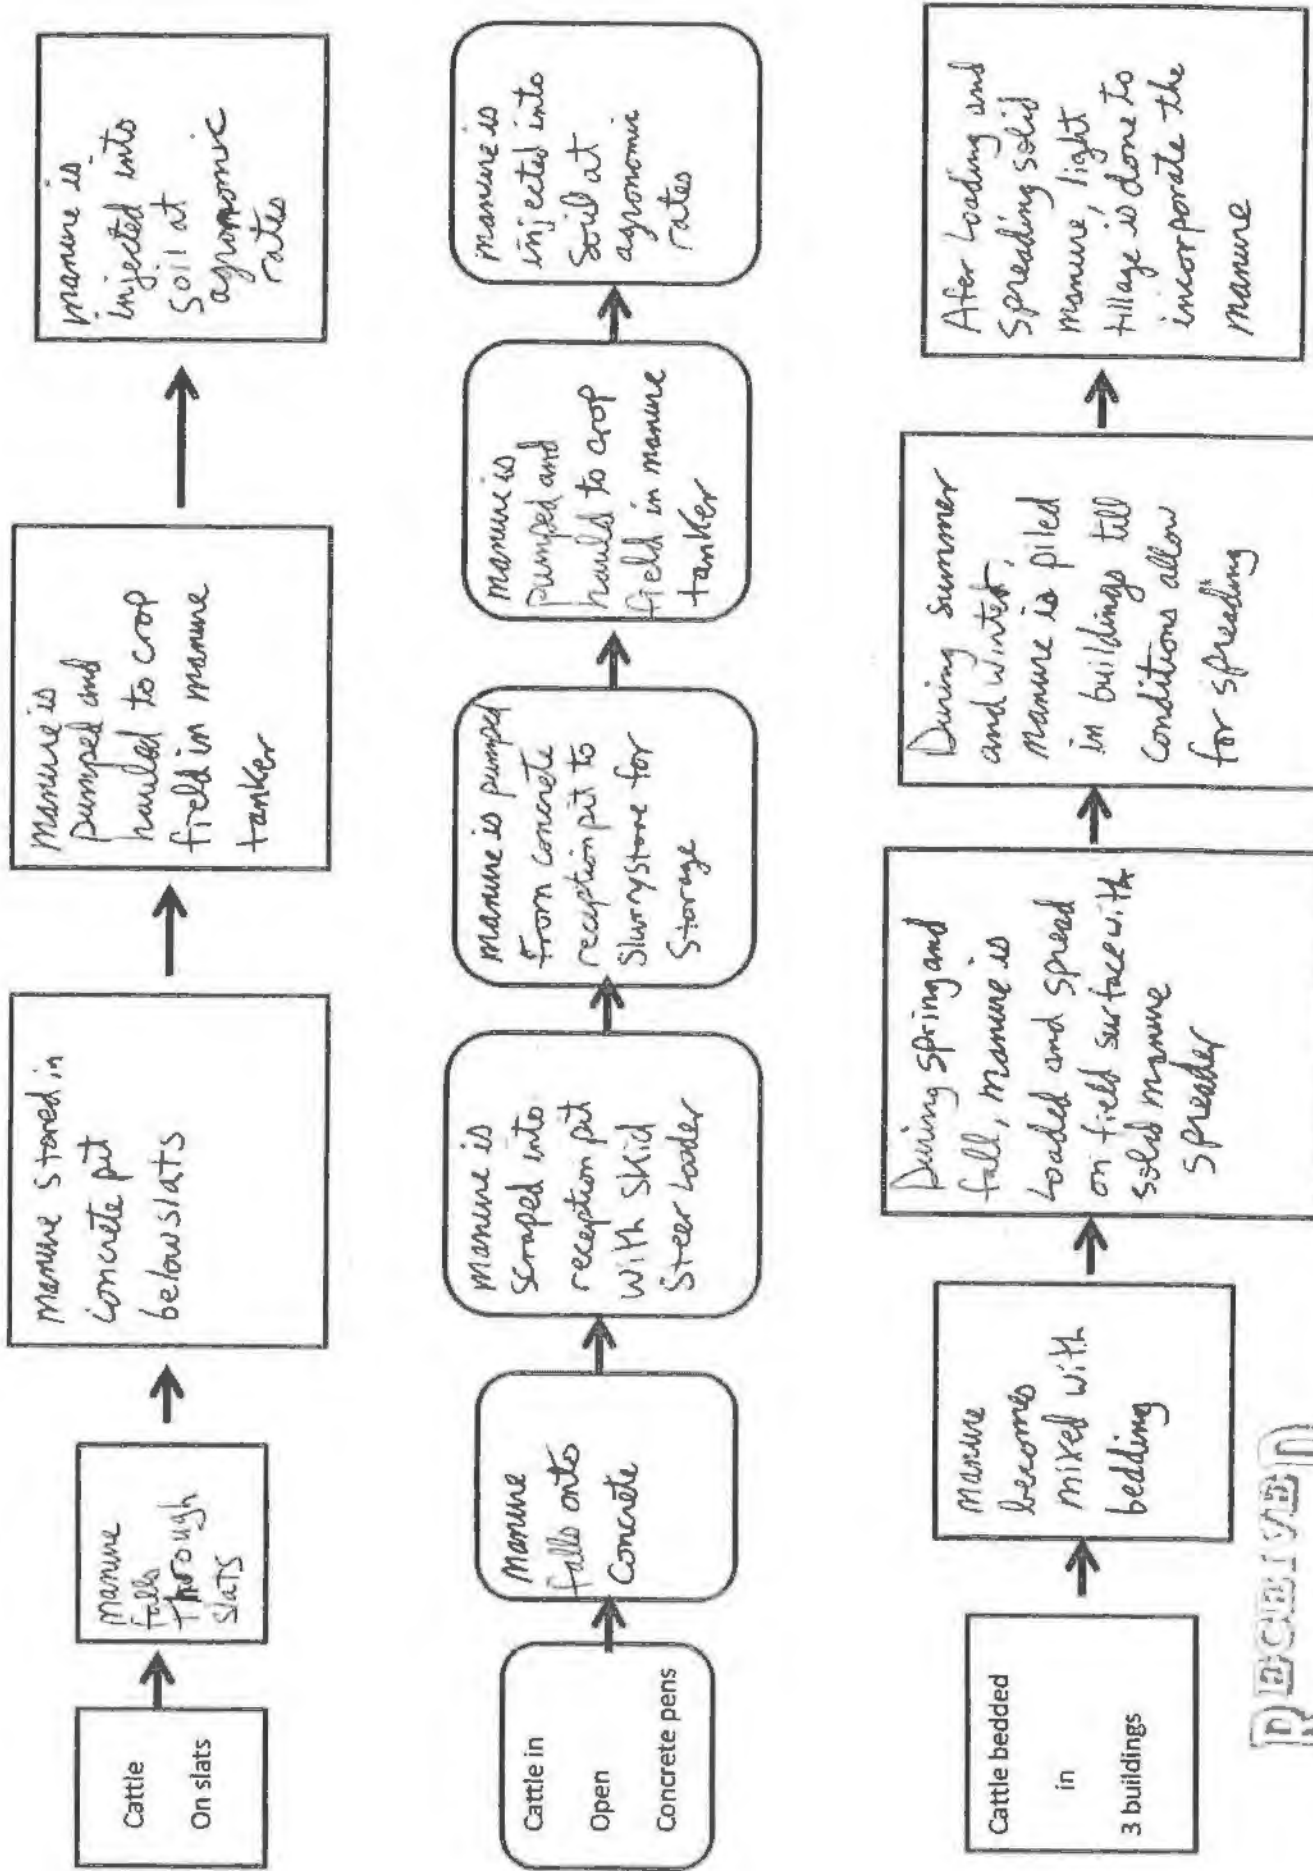 Cattle
On slats
manure
falls
through
slats
manure stored in
concrete pit
below slats
manure is
pumped and
hauled to crop
field in manure
tanker
manure is
injected into
soil at
agronomic
rates
Cattle in
Open
Concrete pens
manure
falls onto
Concrete
manure is
scraped into
reception pit
with skid
steer loader
manure is pumped
from concrete
reception pit to
Slurrystore for
storage
manure is
pumped and
hauld to crop
field in manure
tanker
manure is
injected into
soil at
agronomic
rates
Cattle bedded
in
3 buildings
manure
becomes
mixed with
bedding
During spring and
fall, manure is
loaded and spread
on field surface with
solid manure
spreader
During summer
and winter,
manure is piled
in buildings till
conditions allow
for spreading
After loading and
spreading solid
manure, light
tillage is done to
incorporate the
manure
RECEIVED